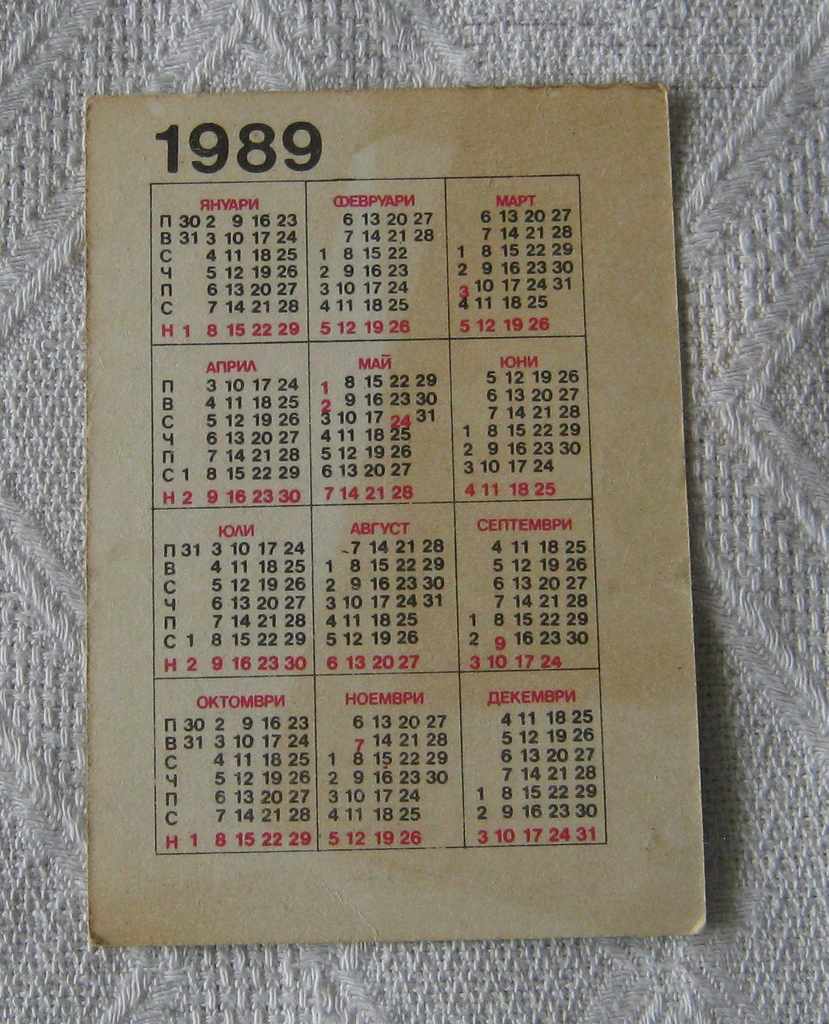 1989
ЯНУАРИ ФЕВРУАРИ МАРТ
П 30 2 9 16 23 6 13 20 27 6 13 20 27
В 31 3 10 17 24 7 14 21 28 7 14 21 28
С 4 11 18 25 1 8 15 22 1 8 15 22 29
Ч 5 12 19 26 2 9 16 23 2 9 16 23 30
П 6 13 20 27 3 10 17 24 3 10 17 24 31
С 7 14 21 28 4 11 18 25 4 11 18 25
Н 1 8 15 22 29 5 12 19 26 5 12 19 26
АПРИЛ МАЙ ЮНИ
П 3 10 17 24 1 8 15 22 29 5 12 19 26
В 4 11 18 25 2 9 16 23 30 6 13 20 27
С 5 12 19 26 3 10 17 24 31 7 14 21 28
Ч 6 13 20 27 4 11 18 25 1 8 15 22 29
П 7 14 21 28 5 12 19 26 2 9 16 23 30
С 1 8 15 22 29 6 13 20 27 3 10 17 24
Н 2 9 16 23 30 7 14 21 28 4 11 18 25
ЮЛИ АВГУСТ СЕПТЕМВРИ
П 31 3 10 17 24 7 14 21 28 4 11 18 25
В 4 11 18 25 1 8 15 22 29 5 12 19 26
С 5 12 19 26 2 9 16 23 30 6 13 20 27
Ч 6 13 20 27 3 10 17 24 31 7 14 21 28
П 7 14 21 28 4 11 18 25 1 8 15 22 29
С 1 8 15 22 29 5 12 19 26 2 9 16 23 30
Н 2 9 16 23 30 6 13 20 27 3 10 17 24
ОКТОМВРИ НОЕМВРИ ДЕКЕМВРИ
П 30 2 9 16 23 6 13 20 27 4 11 18 25
В 31 3 10 17 24 7 14 21 28 5 12 19 26
С 4 11 18 25 1 8 15 22 29 6 13 20 27
Ч 5 12 19 26 2 9 16 23 30 7 14 21 28
П 6 13 20 27 3 10 17 24 1 8 15 22 29
С 7 14 21 28 4 11 18 25 2 9 16 23 30
Н 1 8 15 22 29 5 12 19 26 3 10 17 24 31